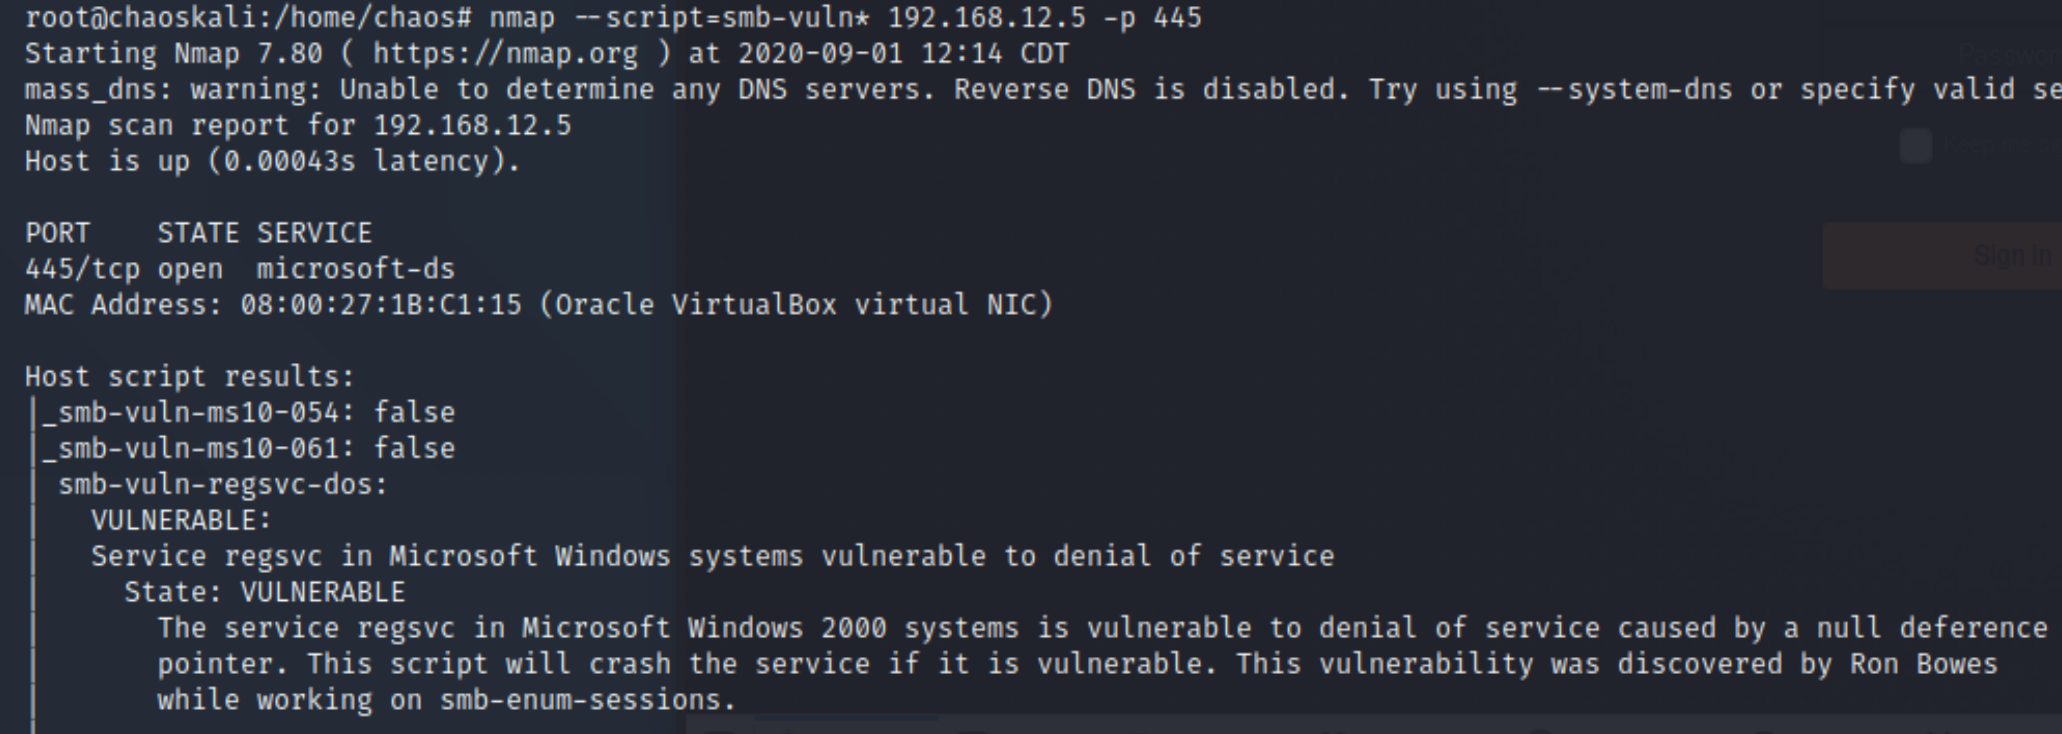 root@chaoskali:/home/chaos# nmap --script=smb-vuln* 192.168.12.5 -p 445
Starting Nmap 7.80 ( https://nmap.org ) at 2020-09-01 12:14 CDT
mass_dns: warning: Unable to determine any DNS servers. Reverse DNS is disabled. Try using --system-dns or specify valid se
Nmap scan report for 192.168.12.5
Host is up (0.00043s latency).
PORT    STATE SERVICE
445/tcp open  microsoft-ds
MAC Address: 08:00:27:1B:C1:15 (Oracle VirtualBox virtual NIC)
Host script results:
|_smb-vuln-ms10-054: false
|_smb-vuln-ms10-061: false
| smb-vuln-regsvc-dos:
|   VULNERABLE:
|   Service regsvc in Microsoft Windows systems vulnerable to denial of service
|     State: VULNERABLE
|       The service regsvc in Microsoft Windows 2000 systems is vulnerable to denial of service caused by a null deference
|       pointer. This script will crash the service if it is vulnerable. This vulnerability was discovered by Ron Bowes
|       while working on smb-enum-sessions.
|
Sign In